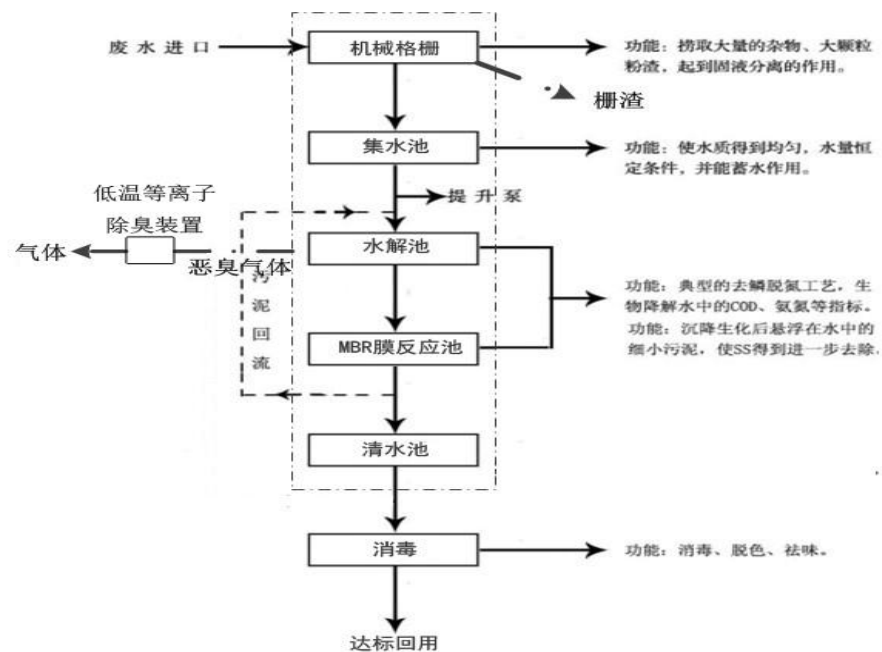 废水进口
机械格栅
功能：捞取大量的杂物、大颗粒
粉渣，起到固液分离的作用。
栅渣
集水池
功能：使水质得到均匀，水量恒
定条件，并能蓄水作用。
提升泵
低温等离子
除臭装置
气体
恶臭气体
水解池
污泥回流
功能：典型的去鳞脱氮工艺，生
物降解水中的COD、氨氮等指标。
功能：沉降生化后悬浮在水中的
细小污泥，使SS得到进一步去除.
MBR膜反应池
清水池
消毒
功能：消毒、脱色、祛味。
达标回用